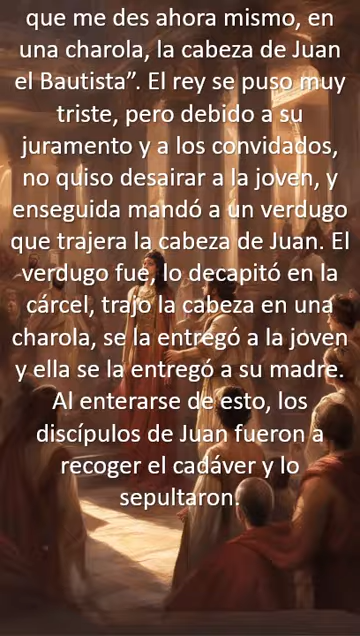 que me des ahora mismo, en
una charola, la cabeza de Juan
el Bautista”. El rey se puso muy
triste, pero debido a su
juramento y a los convidados,
no quiso desairar a la joven, y
enseguida mandó a un verdugo
que trajera la cabeza de Juan. El
verdugo fue, lo decapitó en la
cárcel, trajo la cabeza en una
charola, se la entregó a la joven
y ella se la entregó a su madre.
Al enterarse de esto, los
discípulos de Juan fueron a
recoger el cadáver y lo
sepultaron.